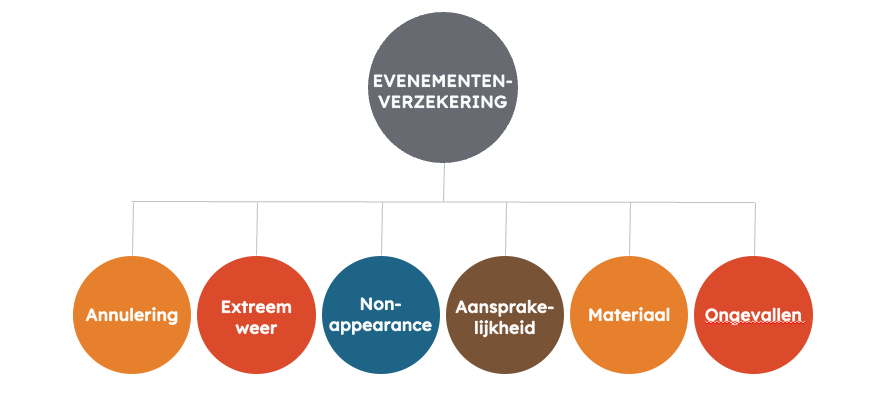 EVENEMENTEN-
VERZEKERING
Annulering
Extreem
weer
Non-
appearance
Aansprake-
lijkheid
Materiaal
Ongevallen